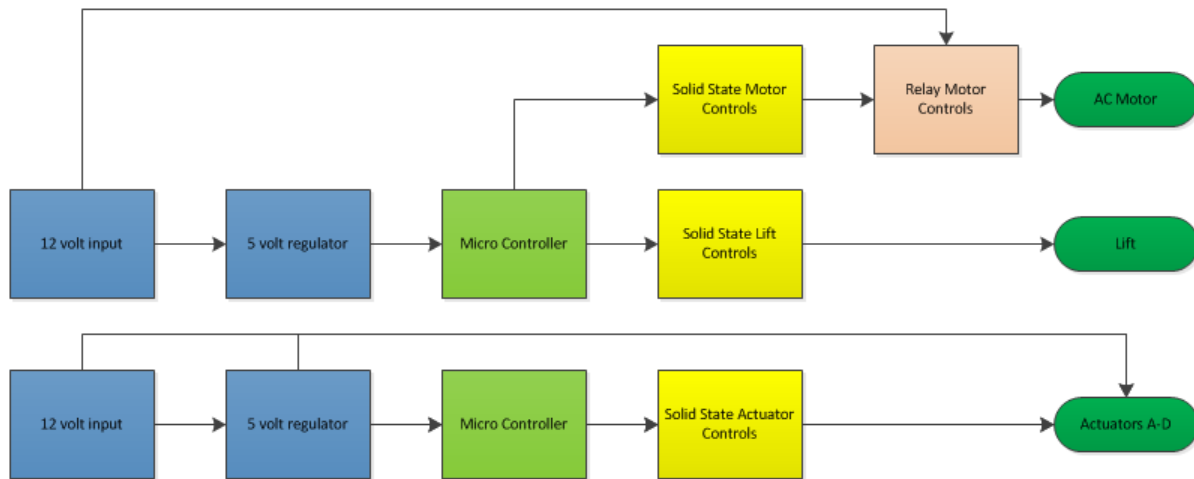 Solid State Motor
Controls
Relay Motor
Controls
AC Motor
12 volt input
5 volt regulator
Micro Controller
Solid State Lift
Controls
Lift
12 volt input
5 volt regulator
Micro Controller
Solid State Actuator
Controls
Actuators A-D